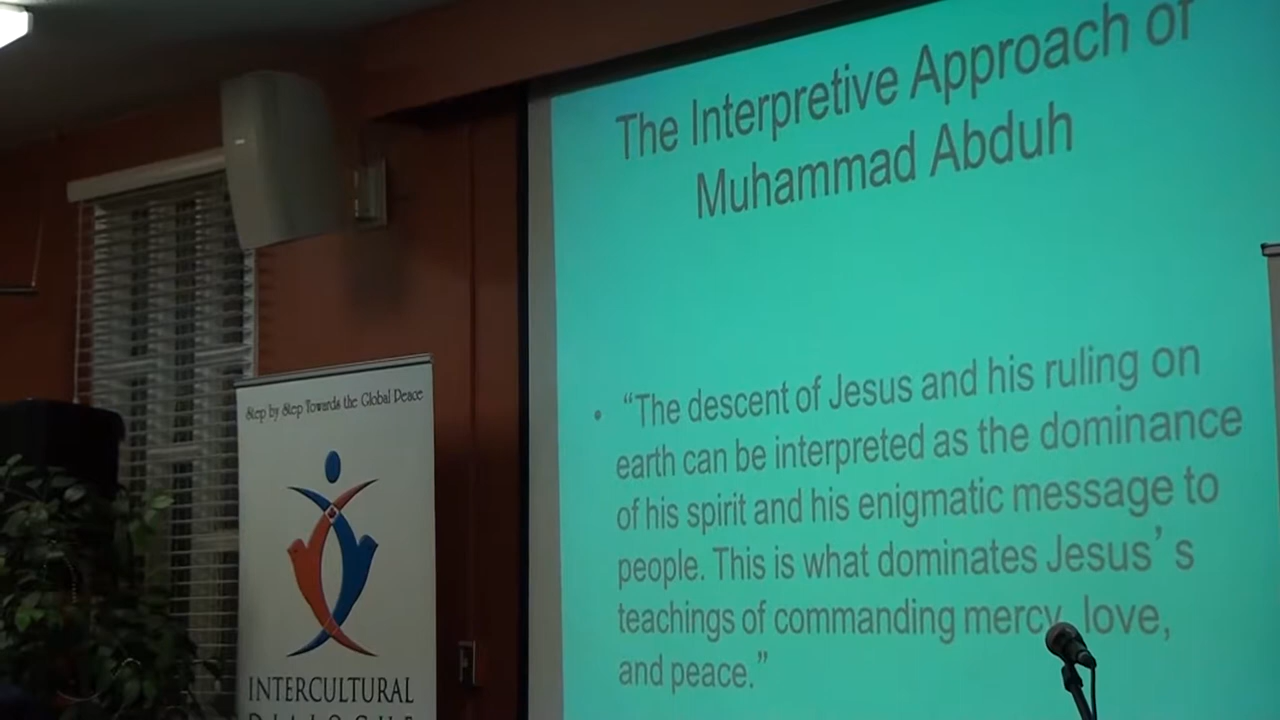 The Interpretive Approach of
Muhammad Abduh
• “The descent of Jesus and his ruling on
earth can be interpreted as the dominance
of his spirit and his enigmatic message to
people. This is what dominates Jesus’ s
teachings of commanding mercy, love,
and peace.”
Step by Step Towards the Global Peace
INTERCULTURAL
DIALOGUE